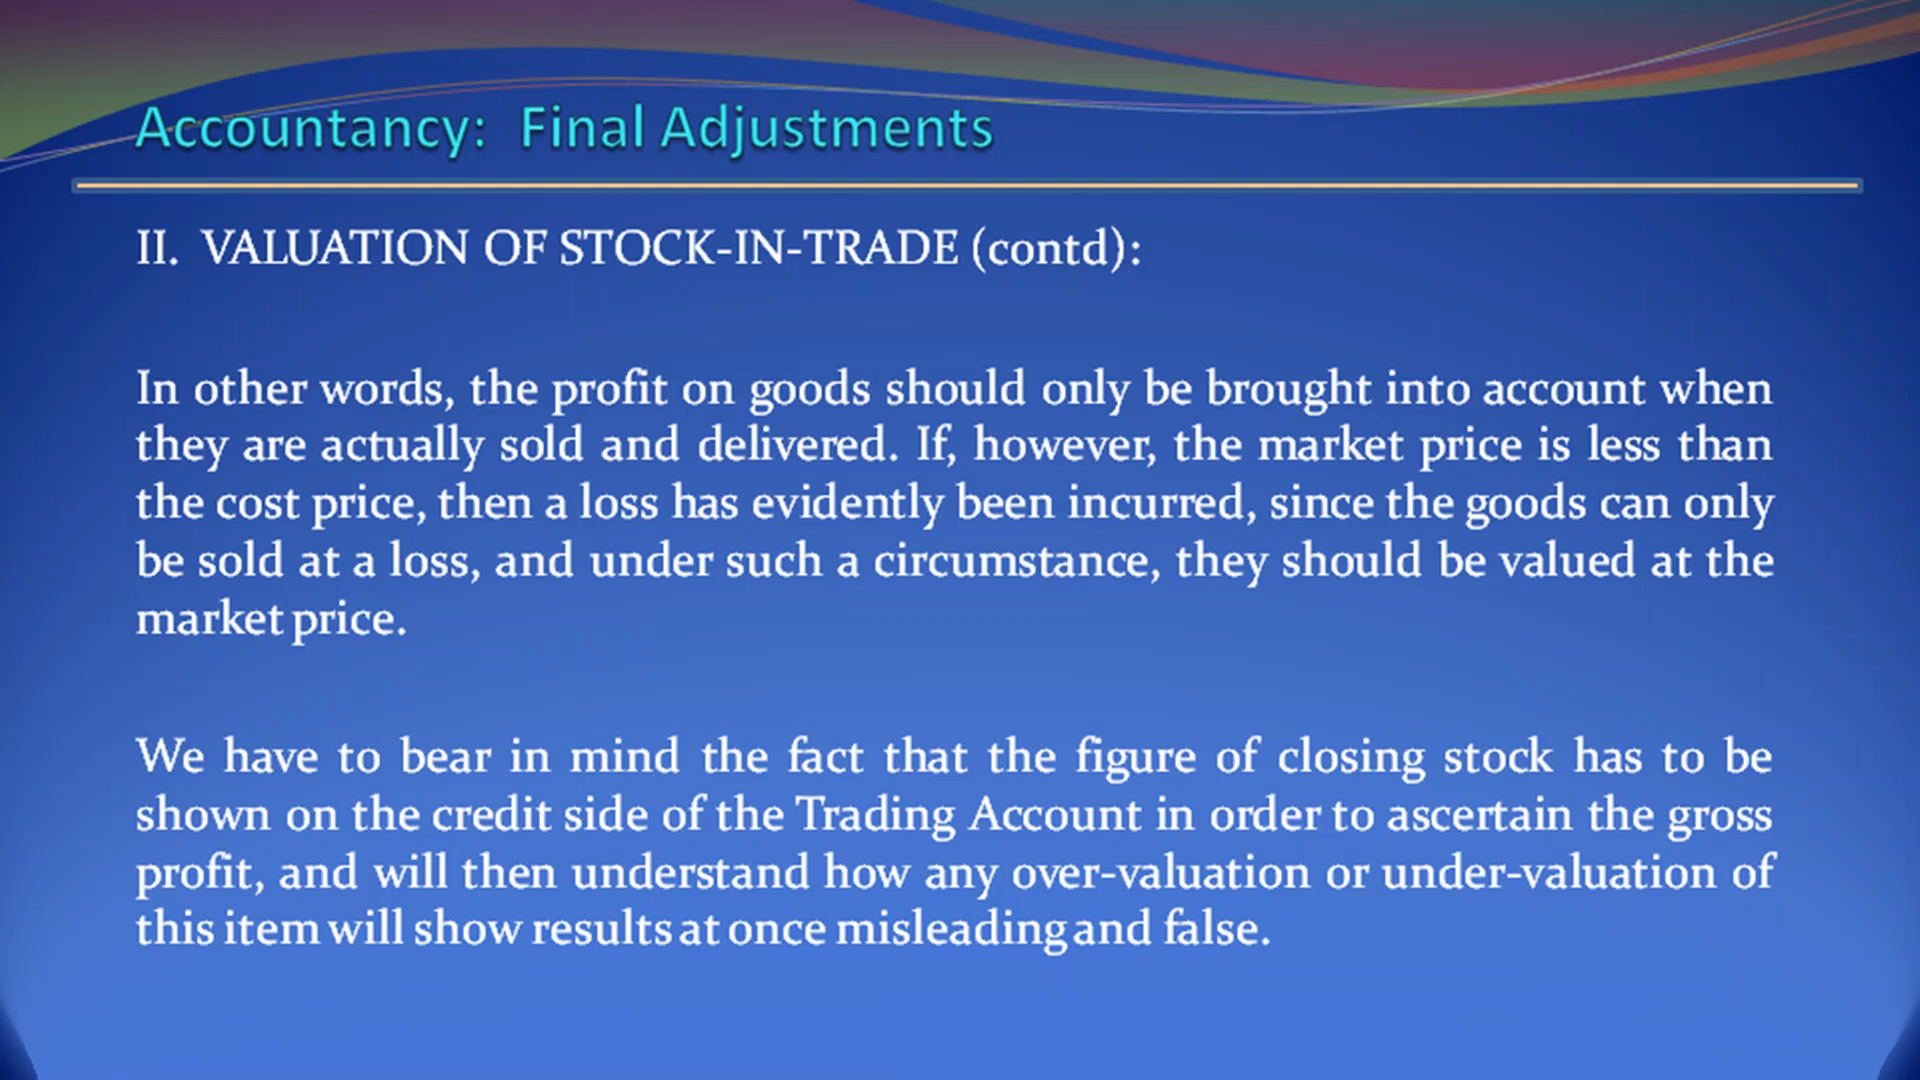 Accountancy: Final Adjustments
II. VALUATION OF STOCK-IN-TRADE (contd):
In other words, the profit on goods should only be brought into account when
they are actually sold and delivered. If, however, the market price is less than
the cost price, then a loss has evidently been incurred, since the goods can only
be sold at a loss, and under such a circumstance, they should be valued at the
market price.
We have to bear in mind the fact that the figure of closing stock has to be
shown on the credit side of the Trading Account in order to ascertain the gross
profit, and will then understand how any over-valuation or under-valuation of
this item will show results at once misleading and false.